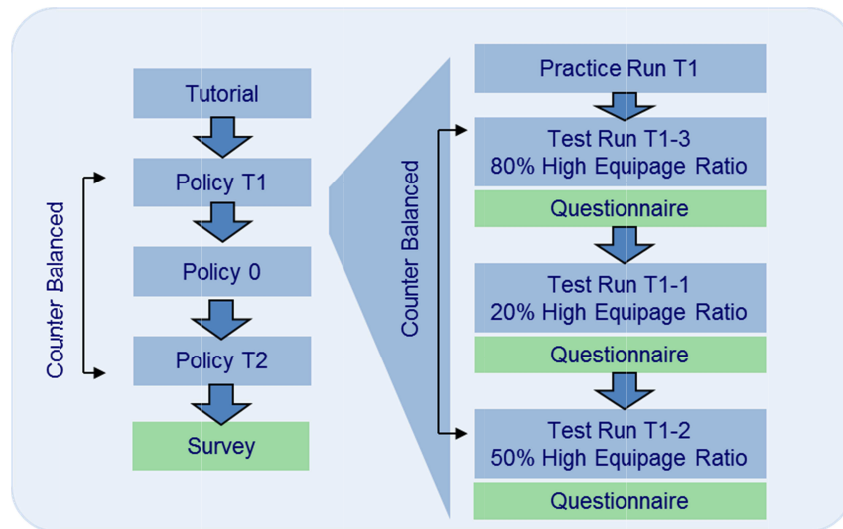 Tutorial
Policy T1
Policy 0
Policy T2
Survey
Counter Balanced
Practice Run T1
Test Run T1-3
80% High Equipage Ratio
Questionnaire
Test Run T1-1
20% High Equipage Ratio
Questionnaire
Test Run T1-2
50% High Equipage Ratio
Questionnaire
Counter Balanced